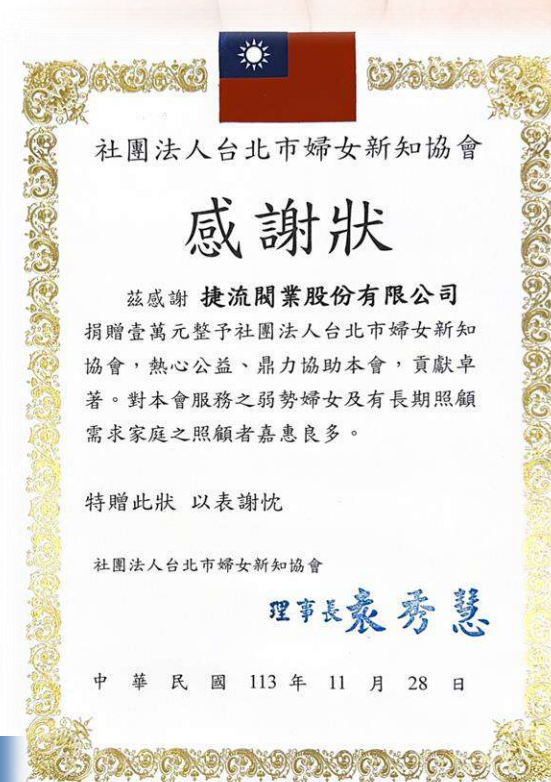 社團法人台北市婦女新知協會
感謝狀
茲感謝 捷流閥業股份有限公司
捐贈壹萬元整予社團法人台北市婦女新知
協會，熱心公益、鼎力協助本會，貢獻卓
著。對本會服務之弱勢婦女及有長期照顧
需求家庭之照顧者嘉惠良多。
特贈此狀 以表謝忱
社團法人台北市婦女新知協會
理事長袁秀慧
中華民國 113 年 11 月 28 日